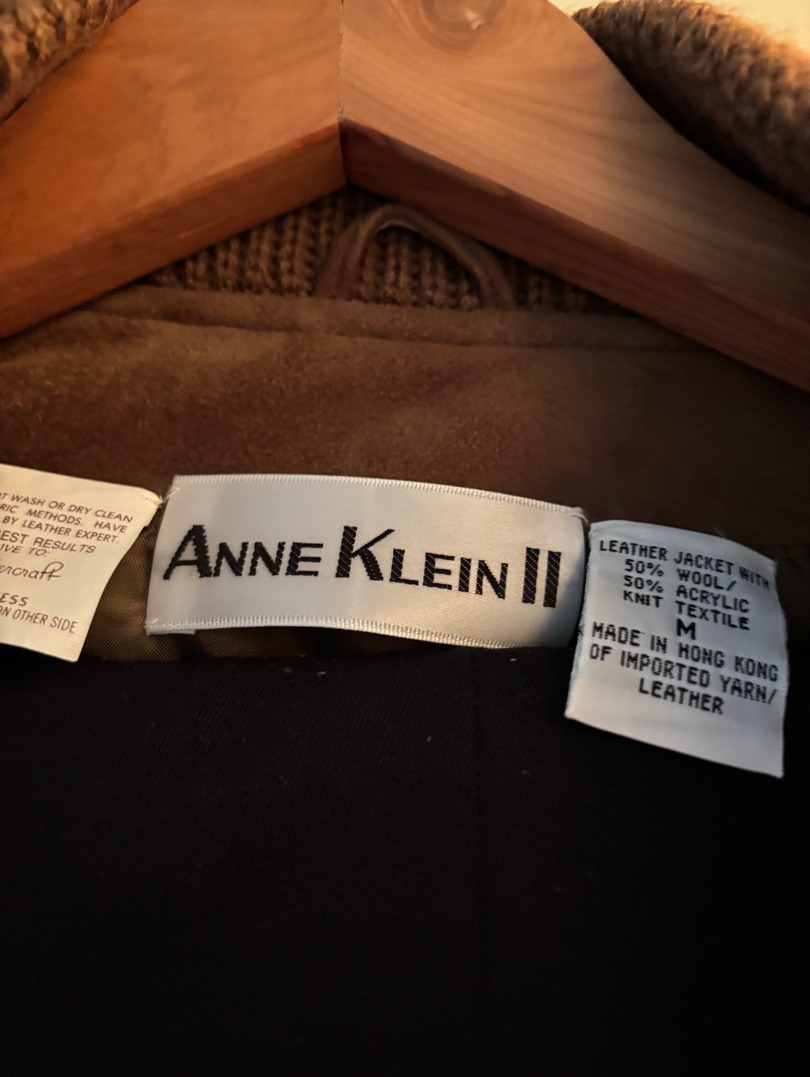 T WASH OR DRY CLEAN
RIC METHODS. HAVE
BY LEATHER EXPERT.
EST RESULTS
IVE TO:
ercraft
ESS
ON OTHER SIDE
ANNE KLEIN II
LEATHER JACKET WITH
50% WOOL/
50% ACRYLIC
KNIT TEXTILE
M
MADE IN HONG KONG
OF IMPORTED YARN/
LEATHER